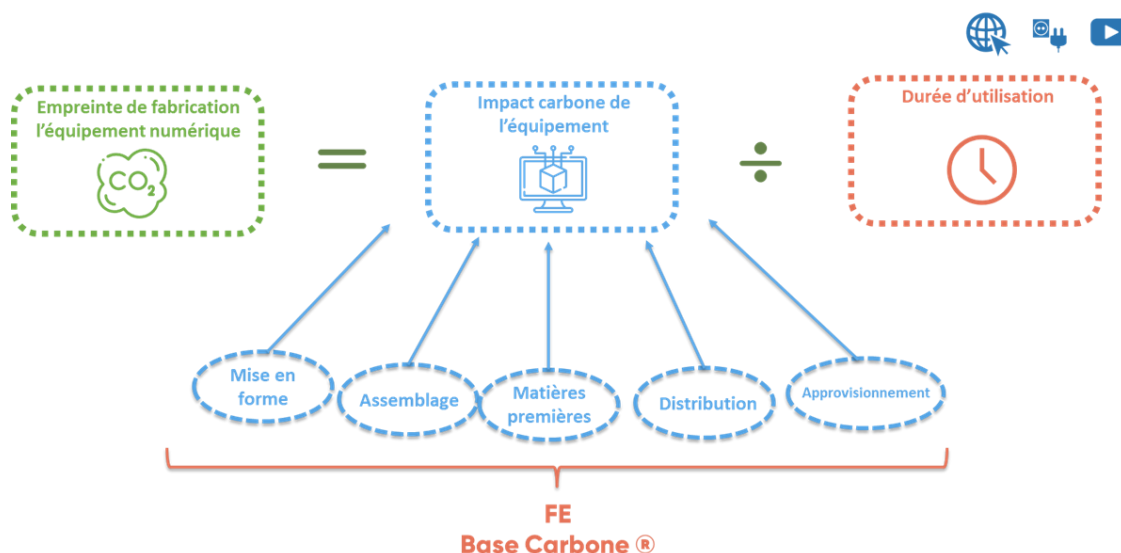 Empreinte de fabrication
l'équipement numérique
CO2
=
Impact carbone de
l'équipement
÷
Durée d'utilisation
Mise en
forme
Assemblage
Matières
premières
Distribution
Approvisionnement
FE
Base Carbone ®